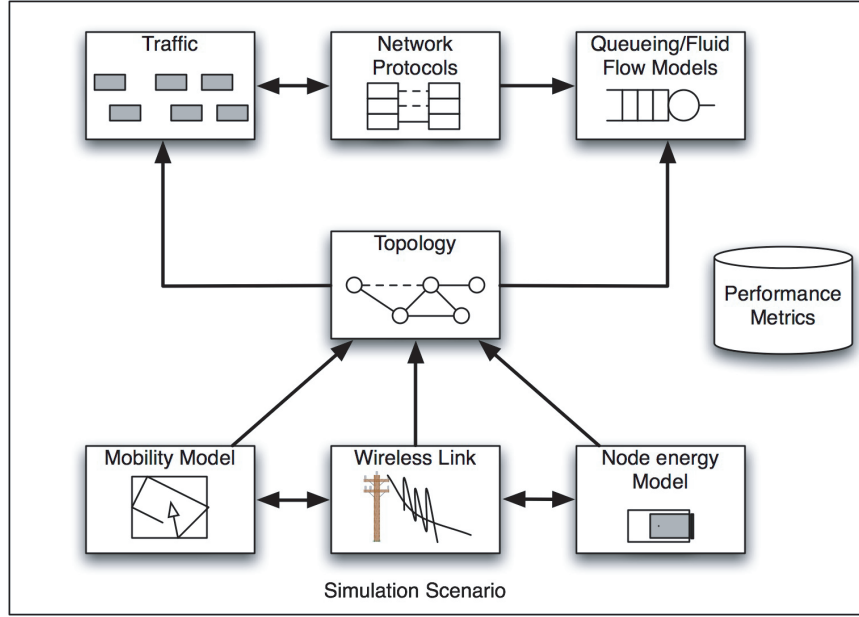 Traffic
Network
Protocols
Queueing/Fluid
Flow Models
Topology
Performance
Metrics
Mobility Model
Wireless Link
Node energy
Model
Simulation Scenario